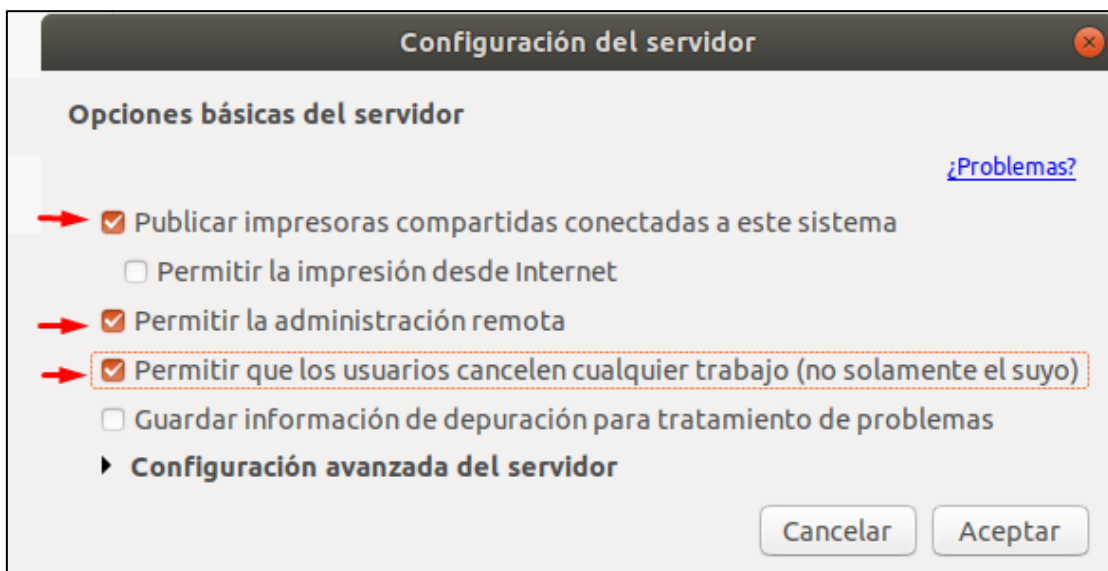 Configuración del servidor
Opciones básicas del servidor
¿Problemas?
Publicar impresoras compartidas conectadas a este sistema
Permitir la impresión desde Internet
Permitir la administración remota
Permitir que los usuarios cancelen cualquier trabajo (no solamente el suyo)
Guardar información de depuración para tratamiento de problemas
Configuración avanzada del servidor
Cancelar Aceptar